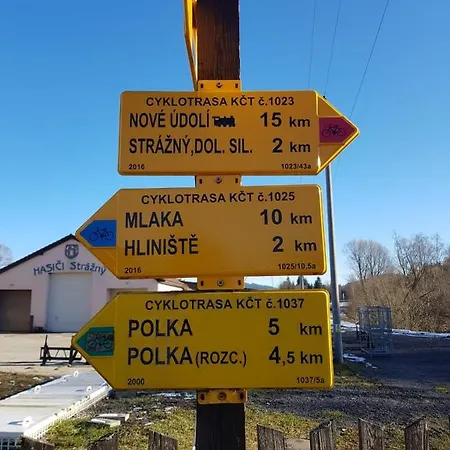 CYKLOTRASA KČT č.1023
NOVÉ ÚDOLÍ 15 km
STRÁŽNÝ,DOL. SIL. 2 km
2016 1023/43a
CYKLOTRASA KČT č.1025
MLAKA 10 km
HLINIŠTĚ 2 km
2016 1025/10,5a
CYKLOTRASA KČT č.1037
POLKA 5 km
POLKA (ROZC.) 4,5 km
2000 1037/5a
HASIČI Strážný